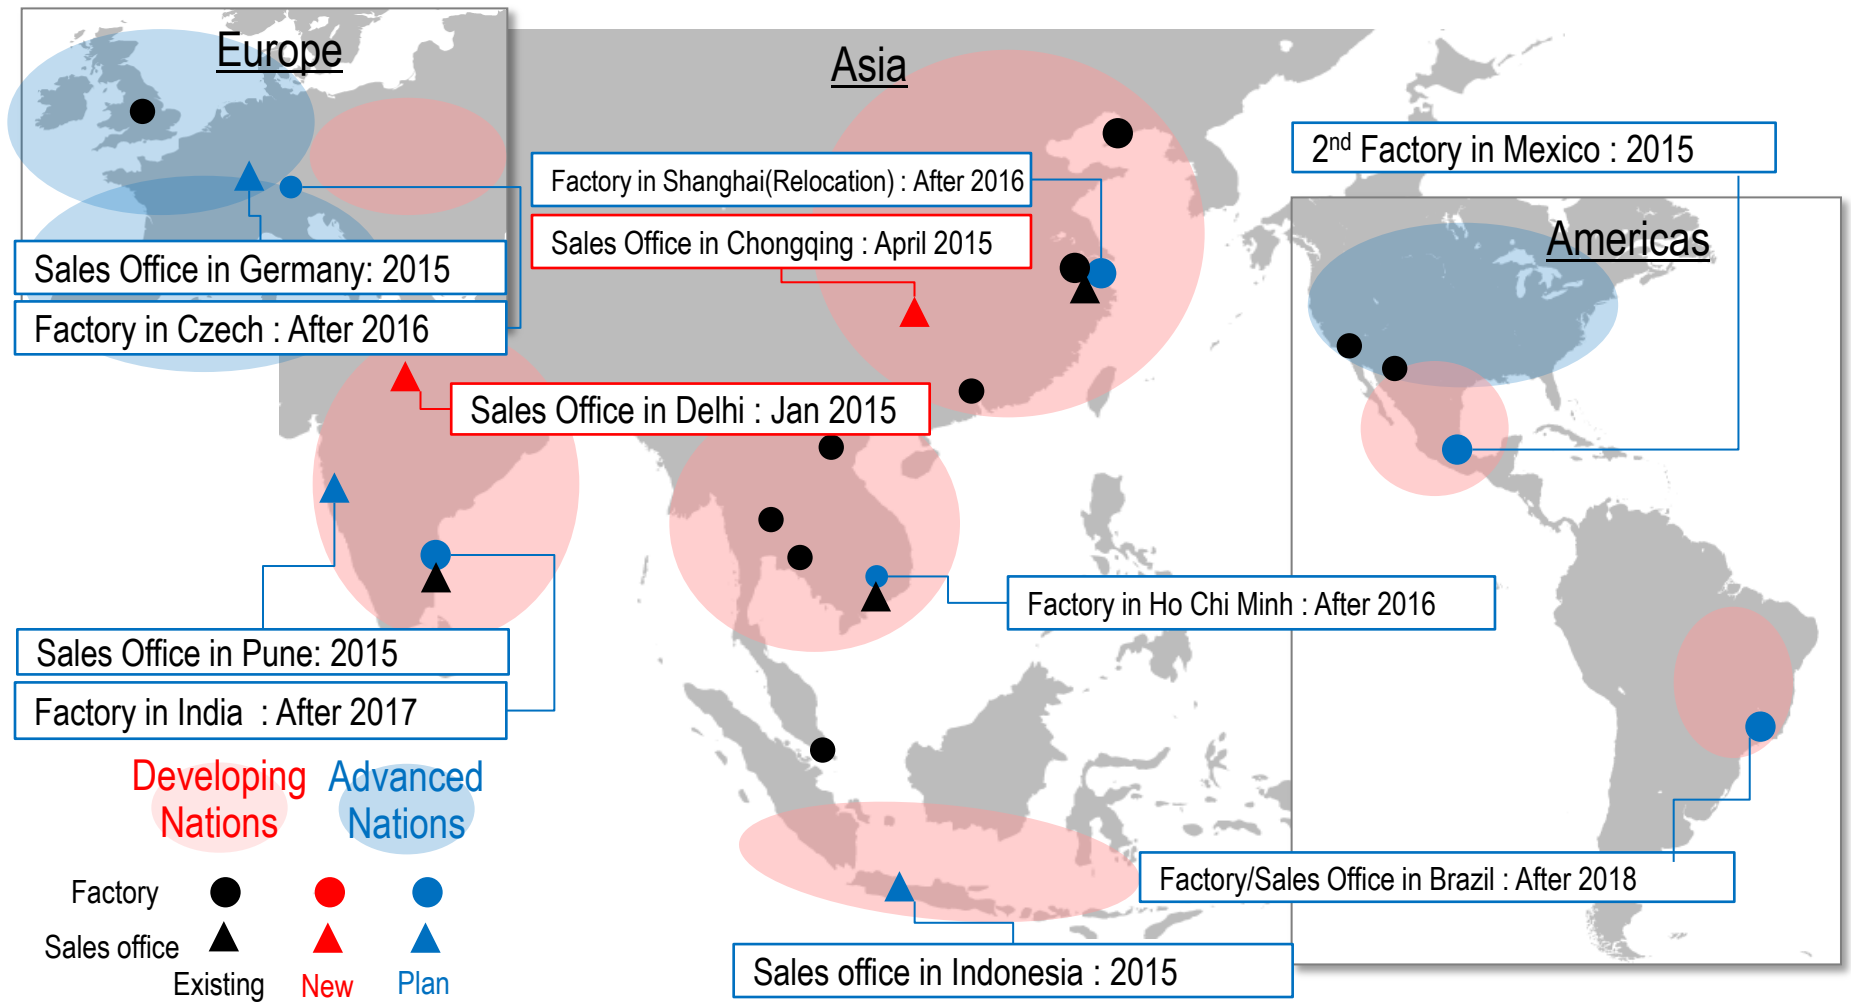 Europe
Asia
2nd Factory in Mexico : 2015
Factory in Shanghai(Relocation) : After 2016
Sales Office in Chongqing : April 2015
Americas
Sales Office in Germany: 2015
Factory in Czech : After 2016
Sales Office in Delhi : Jan 2015
Factory in Ho Chi Minh : After 2016
Sales Office in Pune: 2015
Factory in India : After 2017
Developing
Nations
Advanced
Nations
Factory/Sales Office in Brazil : After 2018
Factory
Sales office
Existing
New
Plan
Sales office in Indonesia : 2015